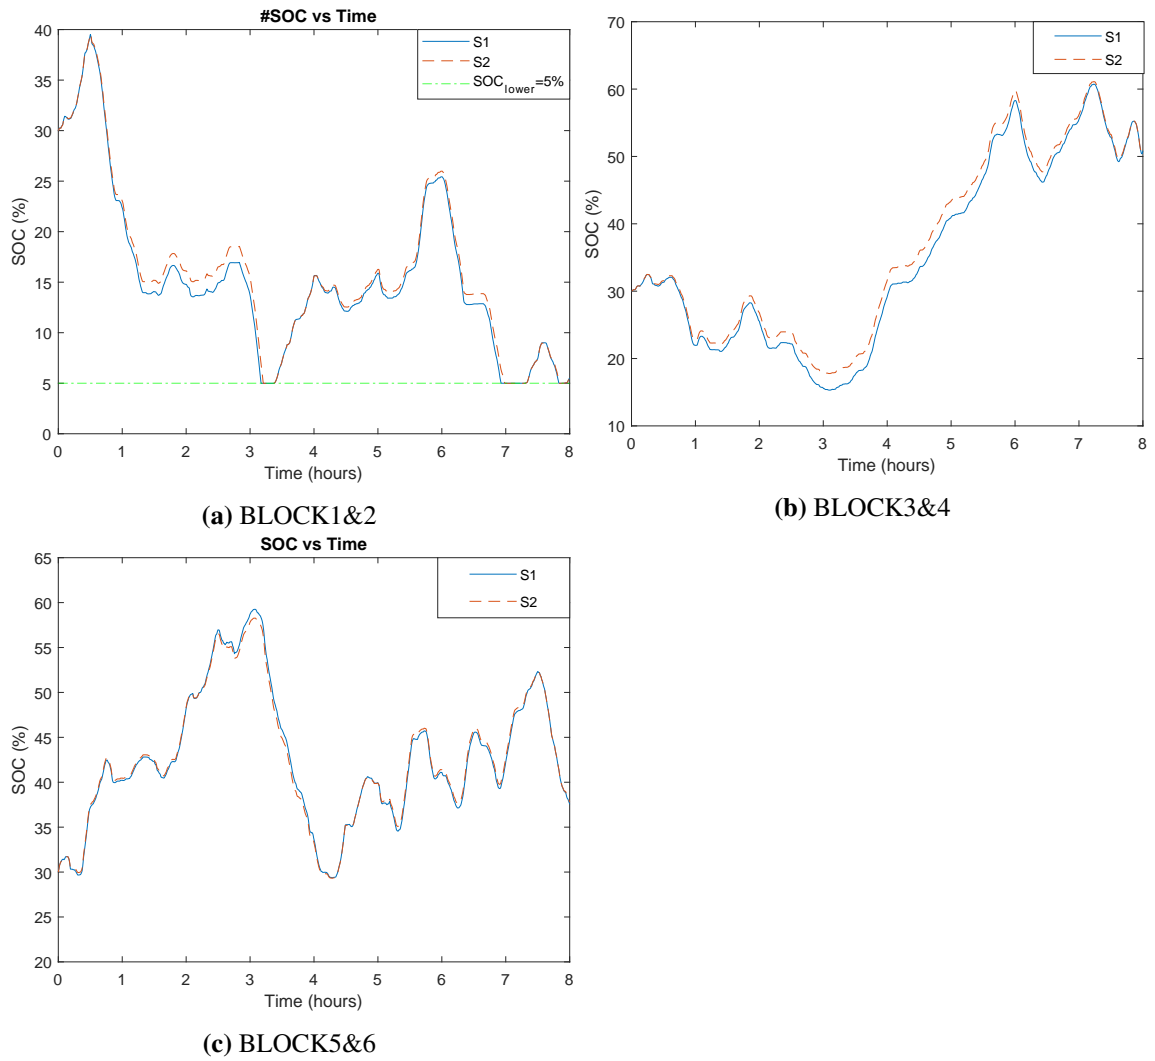 #SOC vs Time
40
35
30
25
20
15
10
5
0
SOC (%)
S1
S2
SOC_lower=5%
0 1 2 3 4 5 6 7 8
Time (hours)
(a) BLOCK1&2
70
60
50
40
30
20
10
SOC (%)
S1
S2
0 1 2 3 4 5 6 7 8
Time (hours)
(b) BLOCK3&4
SOC vs Time
65
60
55
50
45
40
35
30
25
20
SOC (%)
S1
S2
0 1 2 3 4 5 6 7 8
Time (hours)
(c) BLOCK5&6